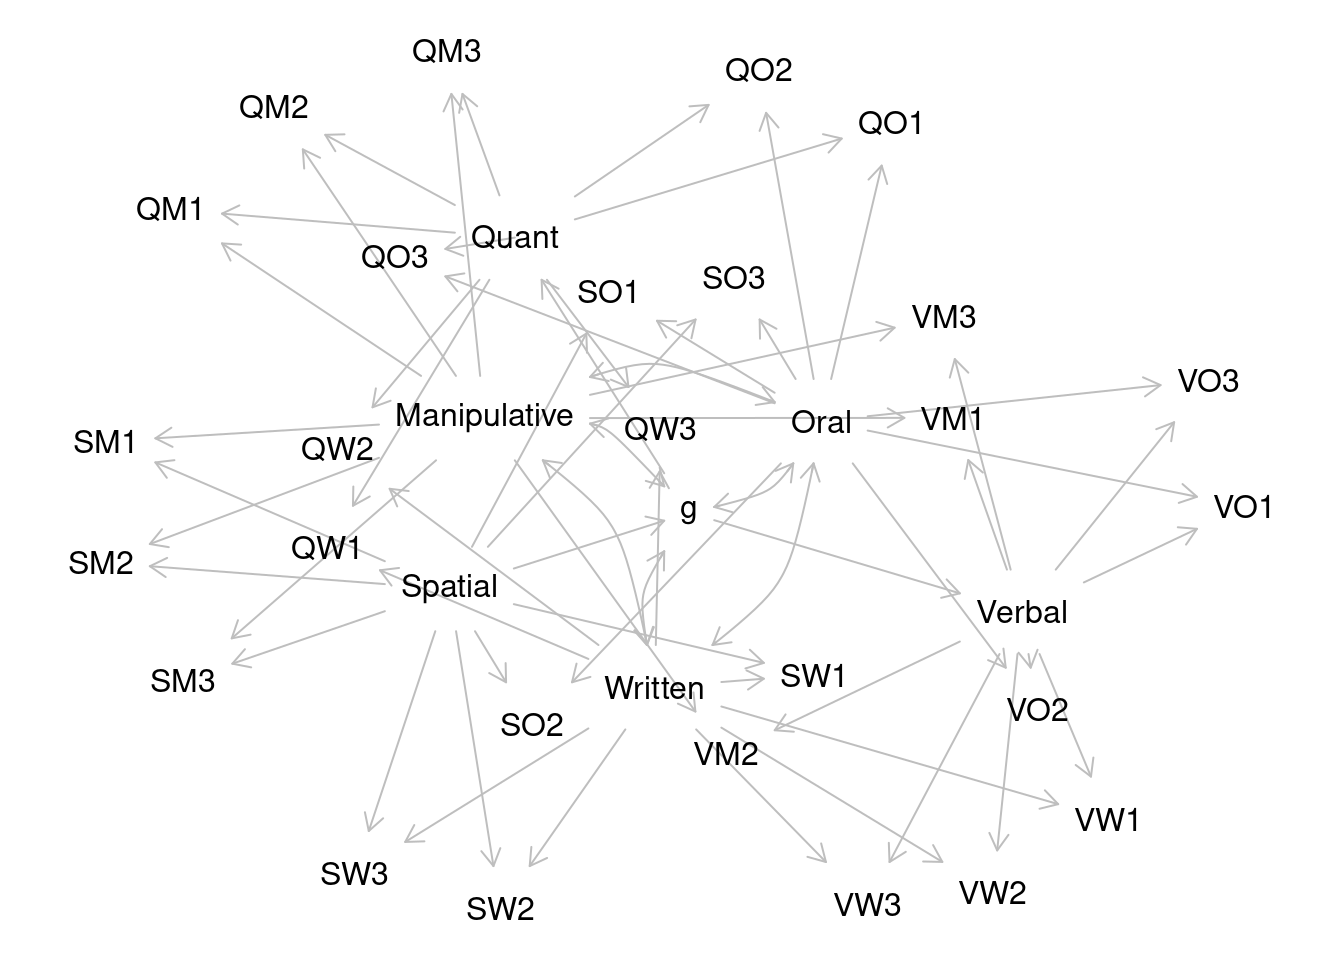 QM3
QO2
QM2
QO1
QM1
Quant
QO3
SO3
SO1
VM3
VO3
Manipulative
Oral
VM1
QW3
SM1
QW2
g
VO1
QW1
SM2
Spatial
Verbal
SW1
SM3
Written
VO2
SO2
VM2
VW1
SW3
VW2
VW3
SW2